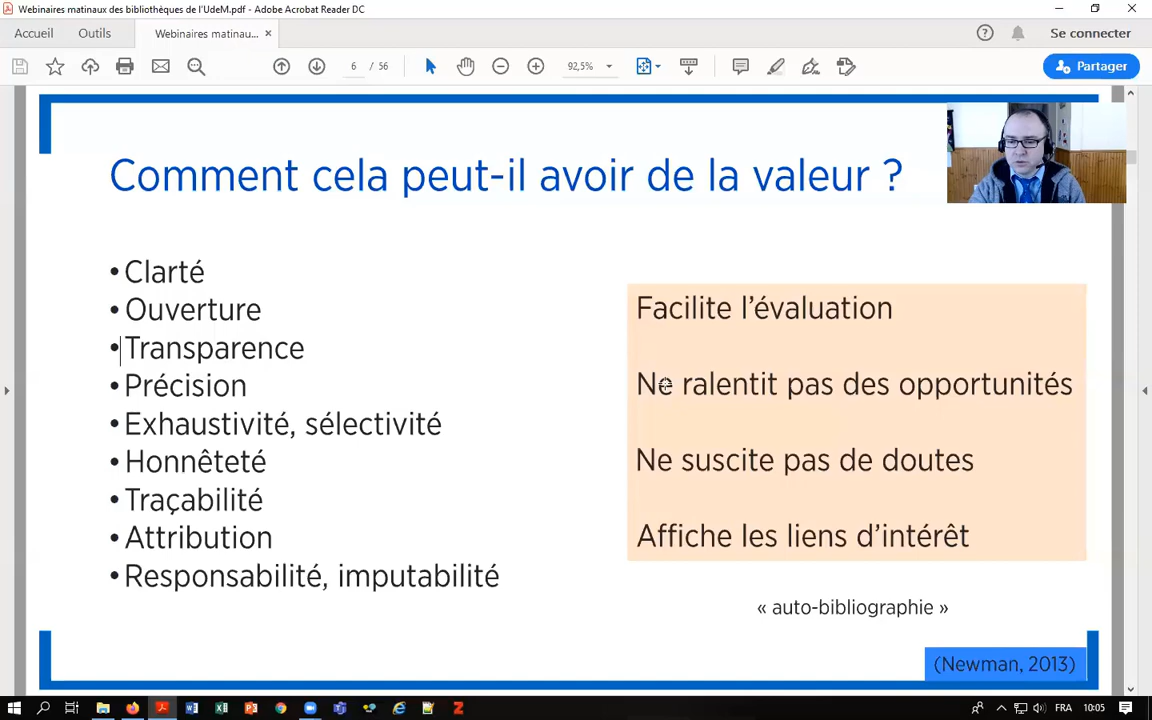 Webinaires matinaux des bibliothèques de l'UdeM.pdf - Adobe Acrobat Reader DC
Accueil
Outils
Webinaires matinau... ×
Se connecter
6 / 56
92,5%
Partager
Comment cela peut-il avoir de la valeur ?
• Clarté
• Ouverture
• Transparence
• Précision
• Exhaustivité, sélectivité
• Honnêteté
• Traçabilité
• Attribution
• Responsabilité, imputabilité
Facilite l'évaluation
Ne ralentit pas des opportunités
Ne suscite pas de doutes
Affiche les liens d'intérêt
« auto-bibliographie »
(Newman, 2013)
FRA
10:05